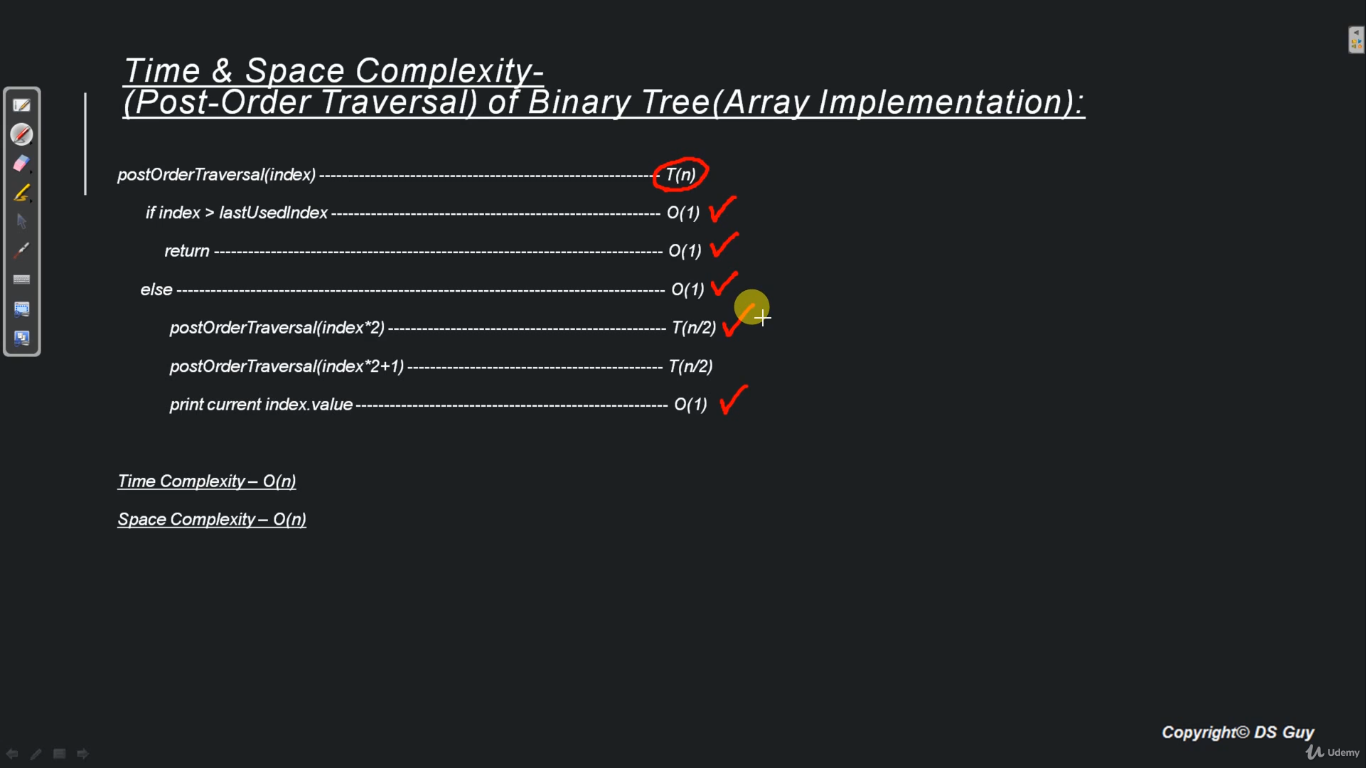 Time & Space Complexity-
(Post-Order Traversal) of Binary Tree(Array Implementation):
postOrderTraversal(index) ----------------------------------------------------------- T(n)
if index > lastUsedIndex --------------------------------------------------------- O(1)
return ------------------------------------------------------------------------------ O(1)
else ------------------------------------------------------------------------------------- O(1)
postOrderTraversal(index*2) ------------------------------------------------ T(n/2)
postOrderTraversal(index*2+1) -------------------------------------------- T(n/2)
print current index.value ------------------------------------------------------ O(1)
Time Complexity – O(n)
Space Complexity – O(n)
Copyright© DS Guy
Udemy